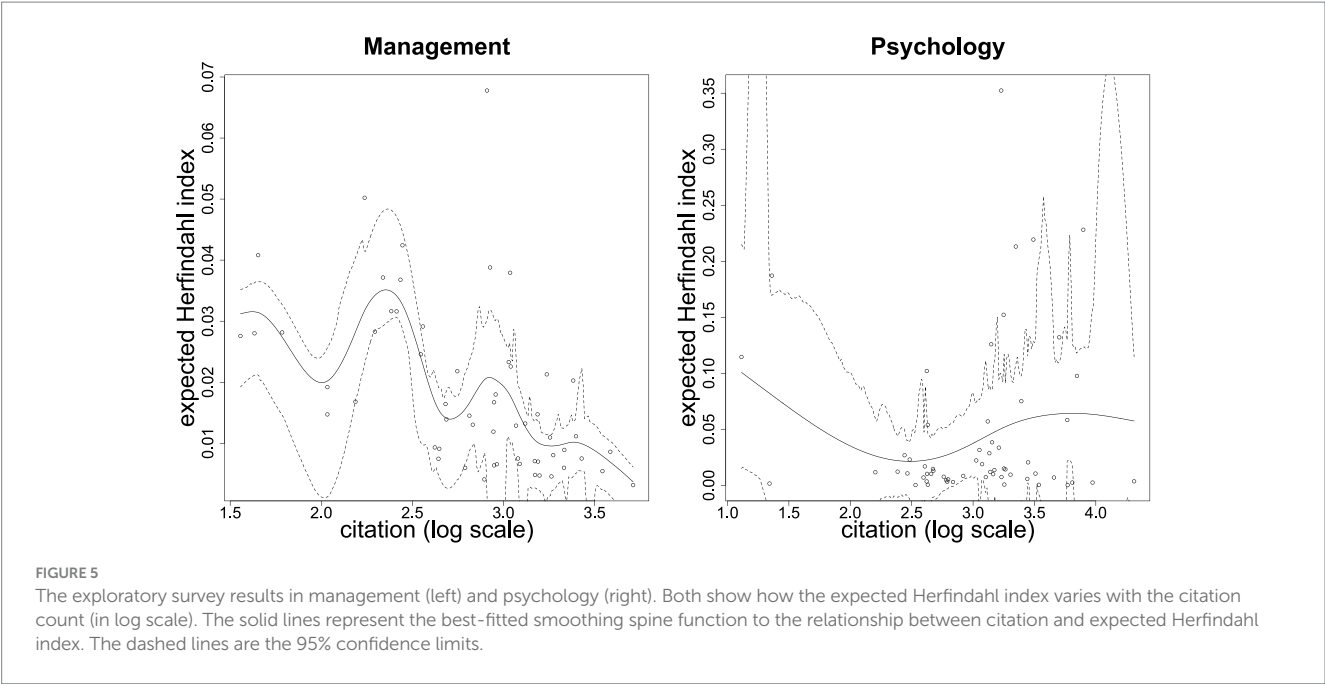 Management
Psychology
0.07
0.06
0.05
0.04
0.03
0.02
0.01
expected Herfindahl index
1.5 2.0 2.5 3.0 3.5
citation (log scale)
0.35
0.30
0.25
0.20
0.15
0.10
0.05
0.00
expected Herfindahl index
1.0 1.5 2.0 2.5 3.0 3.5 4.0
citation (log scale)
FIGURE 5
The exploratory survey results in management (left) and psychology (right). Both show how the expected Herfindahl index varies with the citation
count (in log scale). The solid lines represent the best-fitted smoothing spine function to the relationship between citation and expected Herfindahl
index. The dashed lines are the 95% confidence limits.